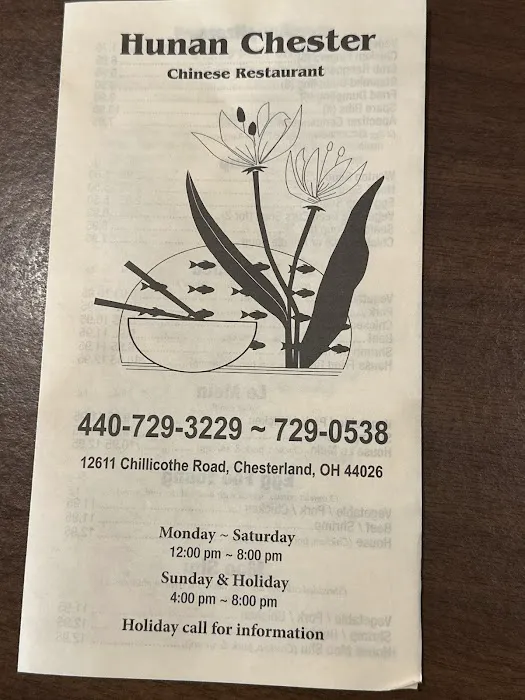 Hunan Chester
Chinese Restaurant
440-729-3229 ~ 729-0538
12611 Chillicothe Road, Chesterland, OH 44026
Monday ~ Saturday
12:00 pm ~ 8:00 pm
Sunday & Holiday
4:00 pm ~ 8:00 pm
Holiday call for information